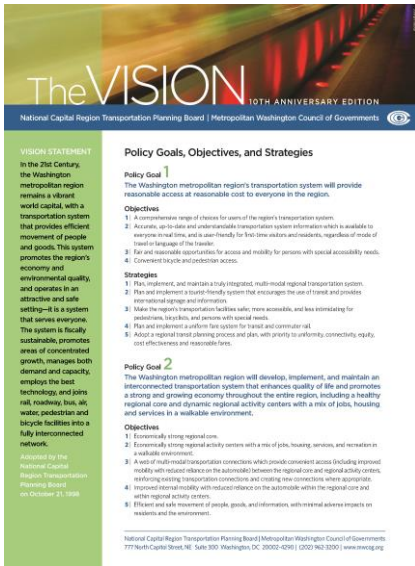 The VISION
10TH ANNIVERSARY EDITION
National Capital Region Transportation Planning Board | Metropolitan Washington Council of Governments
VISION STATEMENT
In the 21st Century,
the Washington
metropolitan region
remains a vibrant
world capital, with a
transportation system
that provides efficient
movement of people
and goods. This system
promotes the region's
economy and
environmental quality,
and operates in an
attractive and safe
setting—it is a system
that serves everyone.
The system is fiscally
sustainable, promotes
areas of concentrated
growth, manages both
demand and capacity,
employs the best
technology, and joins
rail, roadway, bus, air,
water, pedestrian and
bicycle facilities into a
fully interconnected
network.
Adopted by the
National Capital
Region Transportation
Planning Board
on October 21, 1998
Policy Goals, Objectives, and Strategies
Policy Goal 1
The Washington metropolitan region's transportation system will provide
reasonable access at reasonable cost to everyone in the region.
Objectives
1| A comprehensive range of choices for users of the region's transportation system.
2| Accurate, up-to-date and understandable transportation system information which is available to
everyone in real time, and is user-friendly for first-time visitors and residents, regardless of mode of
travel or language of the traveler.
3| Fair and reasonable opportunities for access and mobility for persons with special accessibility needs.
4| Convenient bicycle and pedestrian access.
Strategies
1| Plan, implement, and maintain a truly integrated, multi-modal regional transportation system.
2| Plan and implement a tourist-friendly system that encourages the use of transit and provides
international signage and information.
3| Make the region's transportation facilities safer, more accessible, and less intimidating for
pedestrians, bicyclists, and persons with special needs.
4| Plan and implement a uniform fare system for transit and commuter rail.
5| Adopt a regional transit planning process and plan, with priority to uniformity, connectivity, equity,
cost effectiveness and reasonable fares.
Policy Goal 2
The Washington metropolitan region will develop, implement, and maintain an
interconnected transportation system that enhances quality of life and promotes
a strong and growing economy throughout the entire region, including a healthy
regional core and dynamic regional activity centers with a mix of jobs, housing
and services in a walkable environment.
Objectives
1| Economically strong regional core.
2| Economically strong regional activity centers with a mix of jobs, housing, services, and recreation in
a walkable environment.
3| A web of multi-modal transportation connections which provide convenient access (including improved
mobility with reduced reliance on the automobile) between the regional core and regional activity centers,
reinforcing existing transportation connections and creating new connections where appropriate.
4| Improved internal mobility with reduced reliance on the automobile within the regional core and
within regional activity centers.
5| Efficient and safe movement of people, goods, and information, with minimal adverse impacts on
residents and the environment.
National Capital Region Transportation Planning Board | Metropolitan Washington Council of Governments
777 North Capitol Street, NE Suite 300 Washington, DC 20002-4290 | (202) 962-3200 | www.mwcog.org